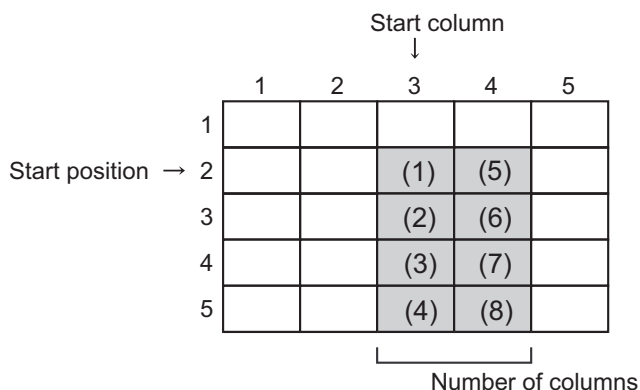 Start column
↓
1 2 3 4 5
1
Start position → 2 (1) (5)
3 (2) (6)
4 (3) (7)
5 (4) (8)
Number of columns